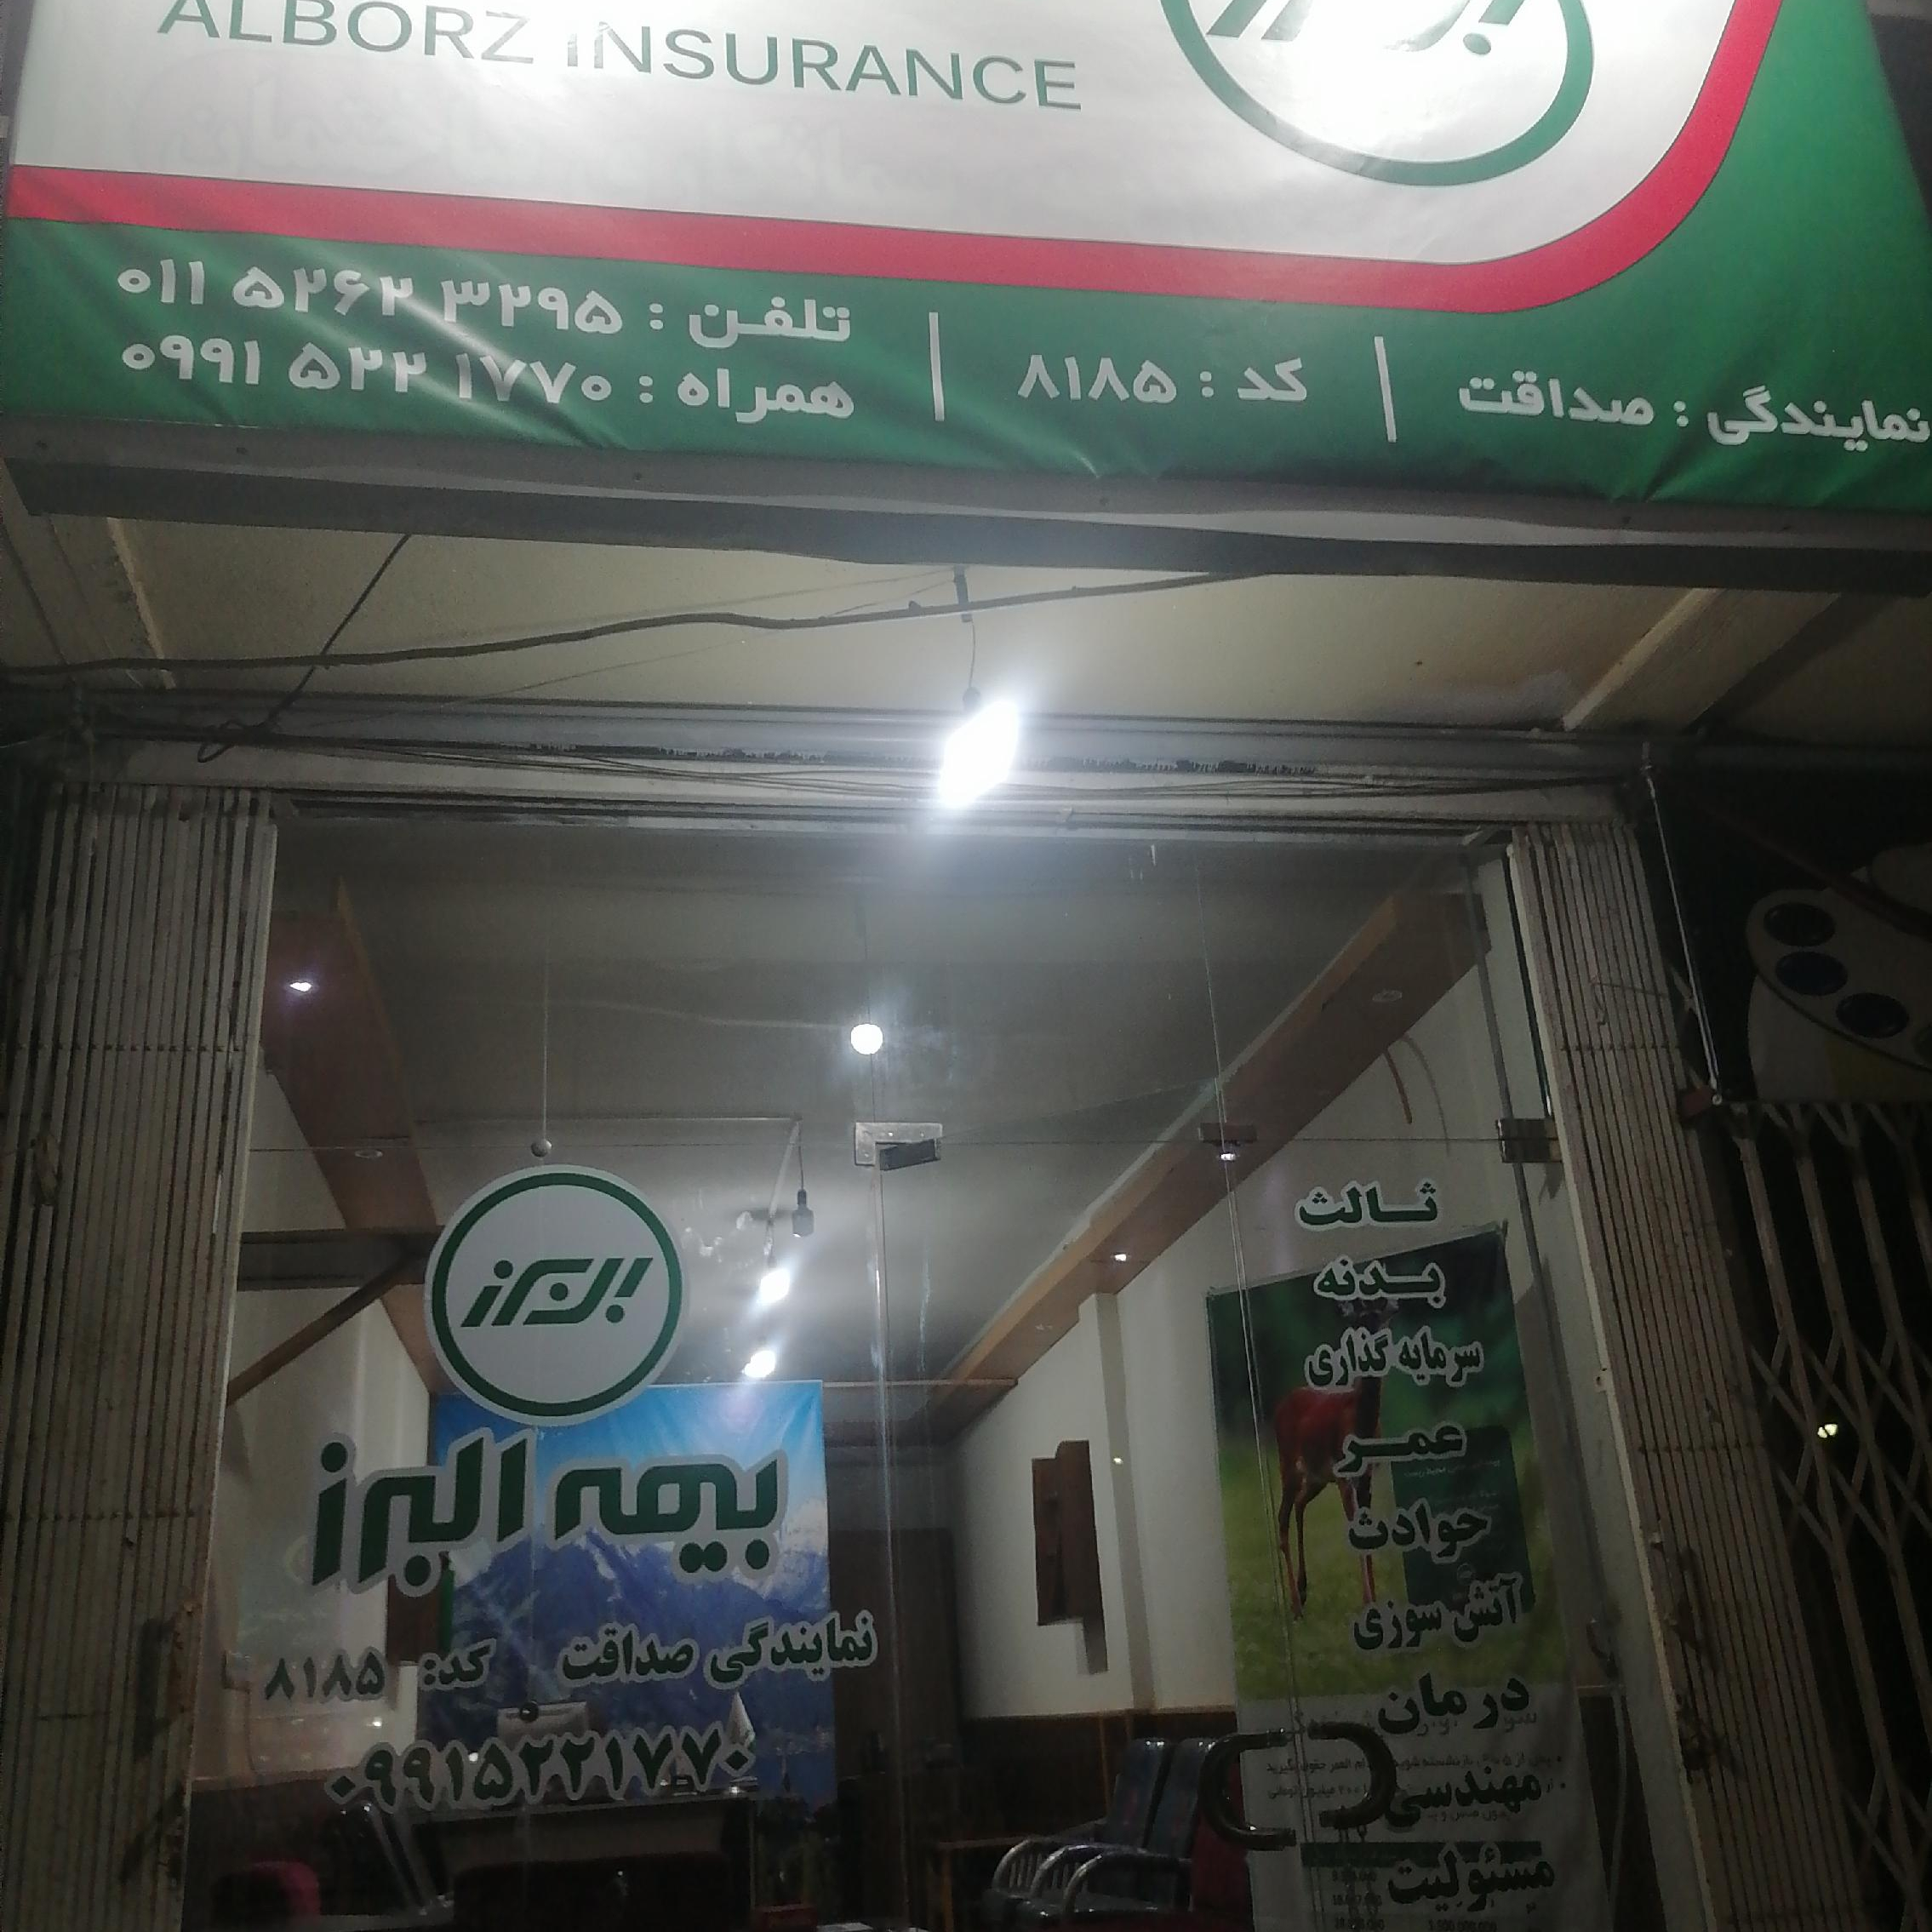 ALBORZ INSURANCE
نمایندگی : صداقت | کد : ۸۱۸۵ | تلفن : ۰۱۱ ۵۲۶۲ ۳۲۹۵
همراه : ۰۹۹۱ ۵۲۲ ۱۷۷۰
البرز
بیمه البرز
نمایندگی صداقت کد: ۸۱۸۵
۰۹۹۱۵۲۲۱۷۷۰
ثالث
بدنه
سرمایه گذاری
عمر
حوادث
آتش سوزی
درمان
مهندسی
مسئولیت